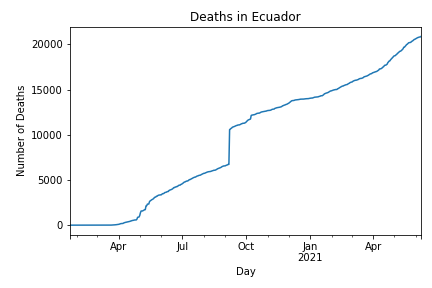 Deaths in Ecuador
Number of Deaths
20000
15000
10000
5000
0
Apr Jul Oct Jan Apr
2021
Day